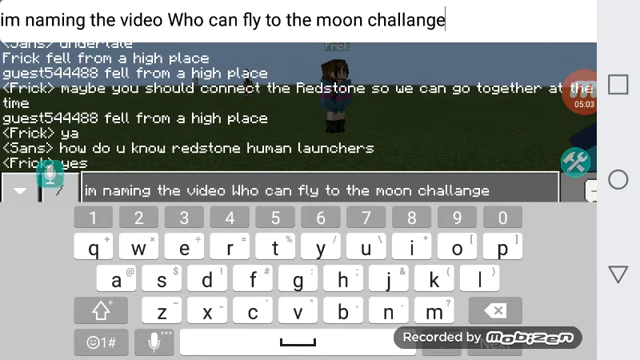 im naming the video Who can fly to the moon challange
<Sans> undertale
Frick
Frick fell from a high place
guest544488 fell from a high place
<Frick> maybe you should connect the Redstone so we can go together at the
time
guest544488 fell from a high place
<Frick> ya
<Sans> how do u know redstone human launchers
<Frick> yes
05:03
/ im naming the video Who can fly to the moon challange
1 2 3 4 5 6 7 8 9 0
q w e r t y u i o p
a s d f g h j k l
z x c v b n m
☺1#
Recorded by Mobizen